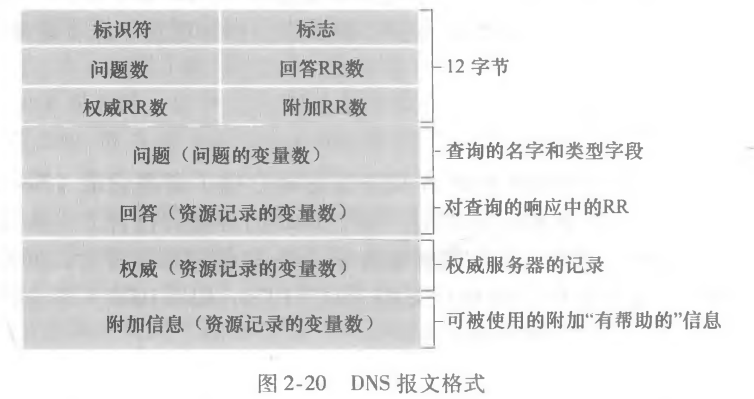 标识符 标志
问题数 回答RR数 12 字节
权威RR数 附加RR数
问题（问题的变量数） 查询的名字和类型字段
回答（资源记录的变量数） 对查询的响应中的RR
权威（资源记录的变量数） 权威服务器的记录
附加信息（资源记录的变量数） 可被使用的附加“有帮助的”信息
图 2-20 DNS 报文格式